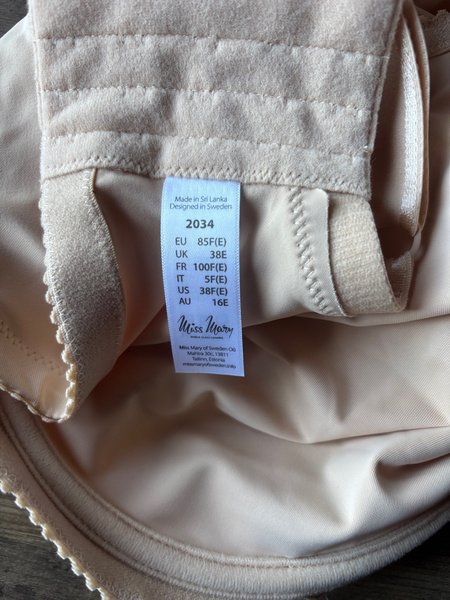 Made in Sri Lanka
Designed in Sweden
2034
EU 85F(E)
UK 38E
FR 100F(E)
IT 5F(E)
US 38F(E)
AU 16E
Miss Mary
Miss Mary of Sweden OÜ
Mahtra 30c, 13811
Tallinn, Estonia
missmaryofsweden.info